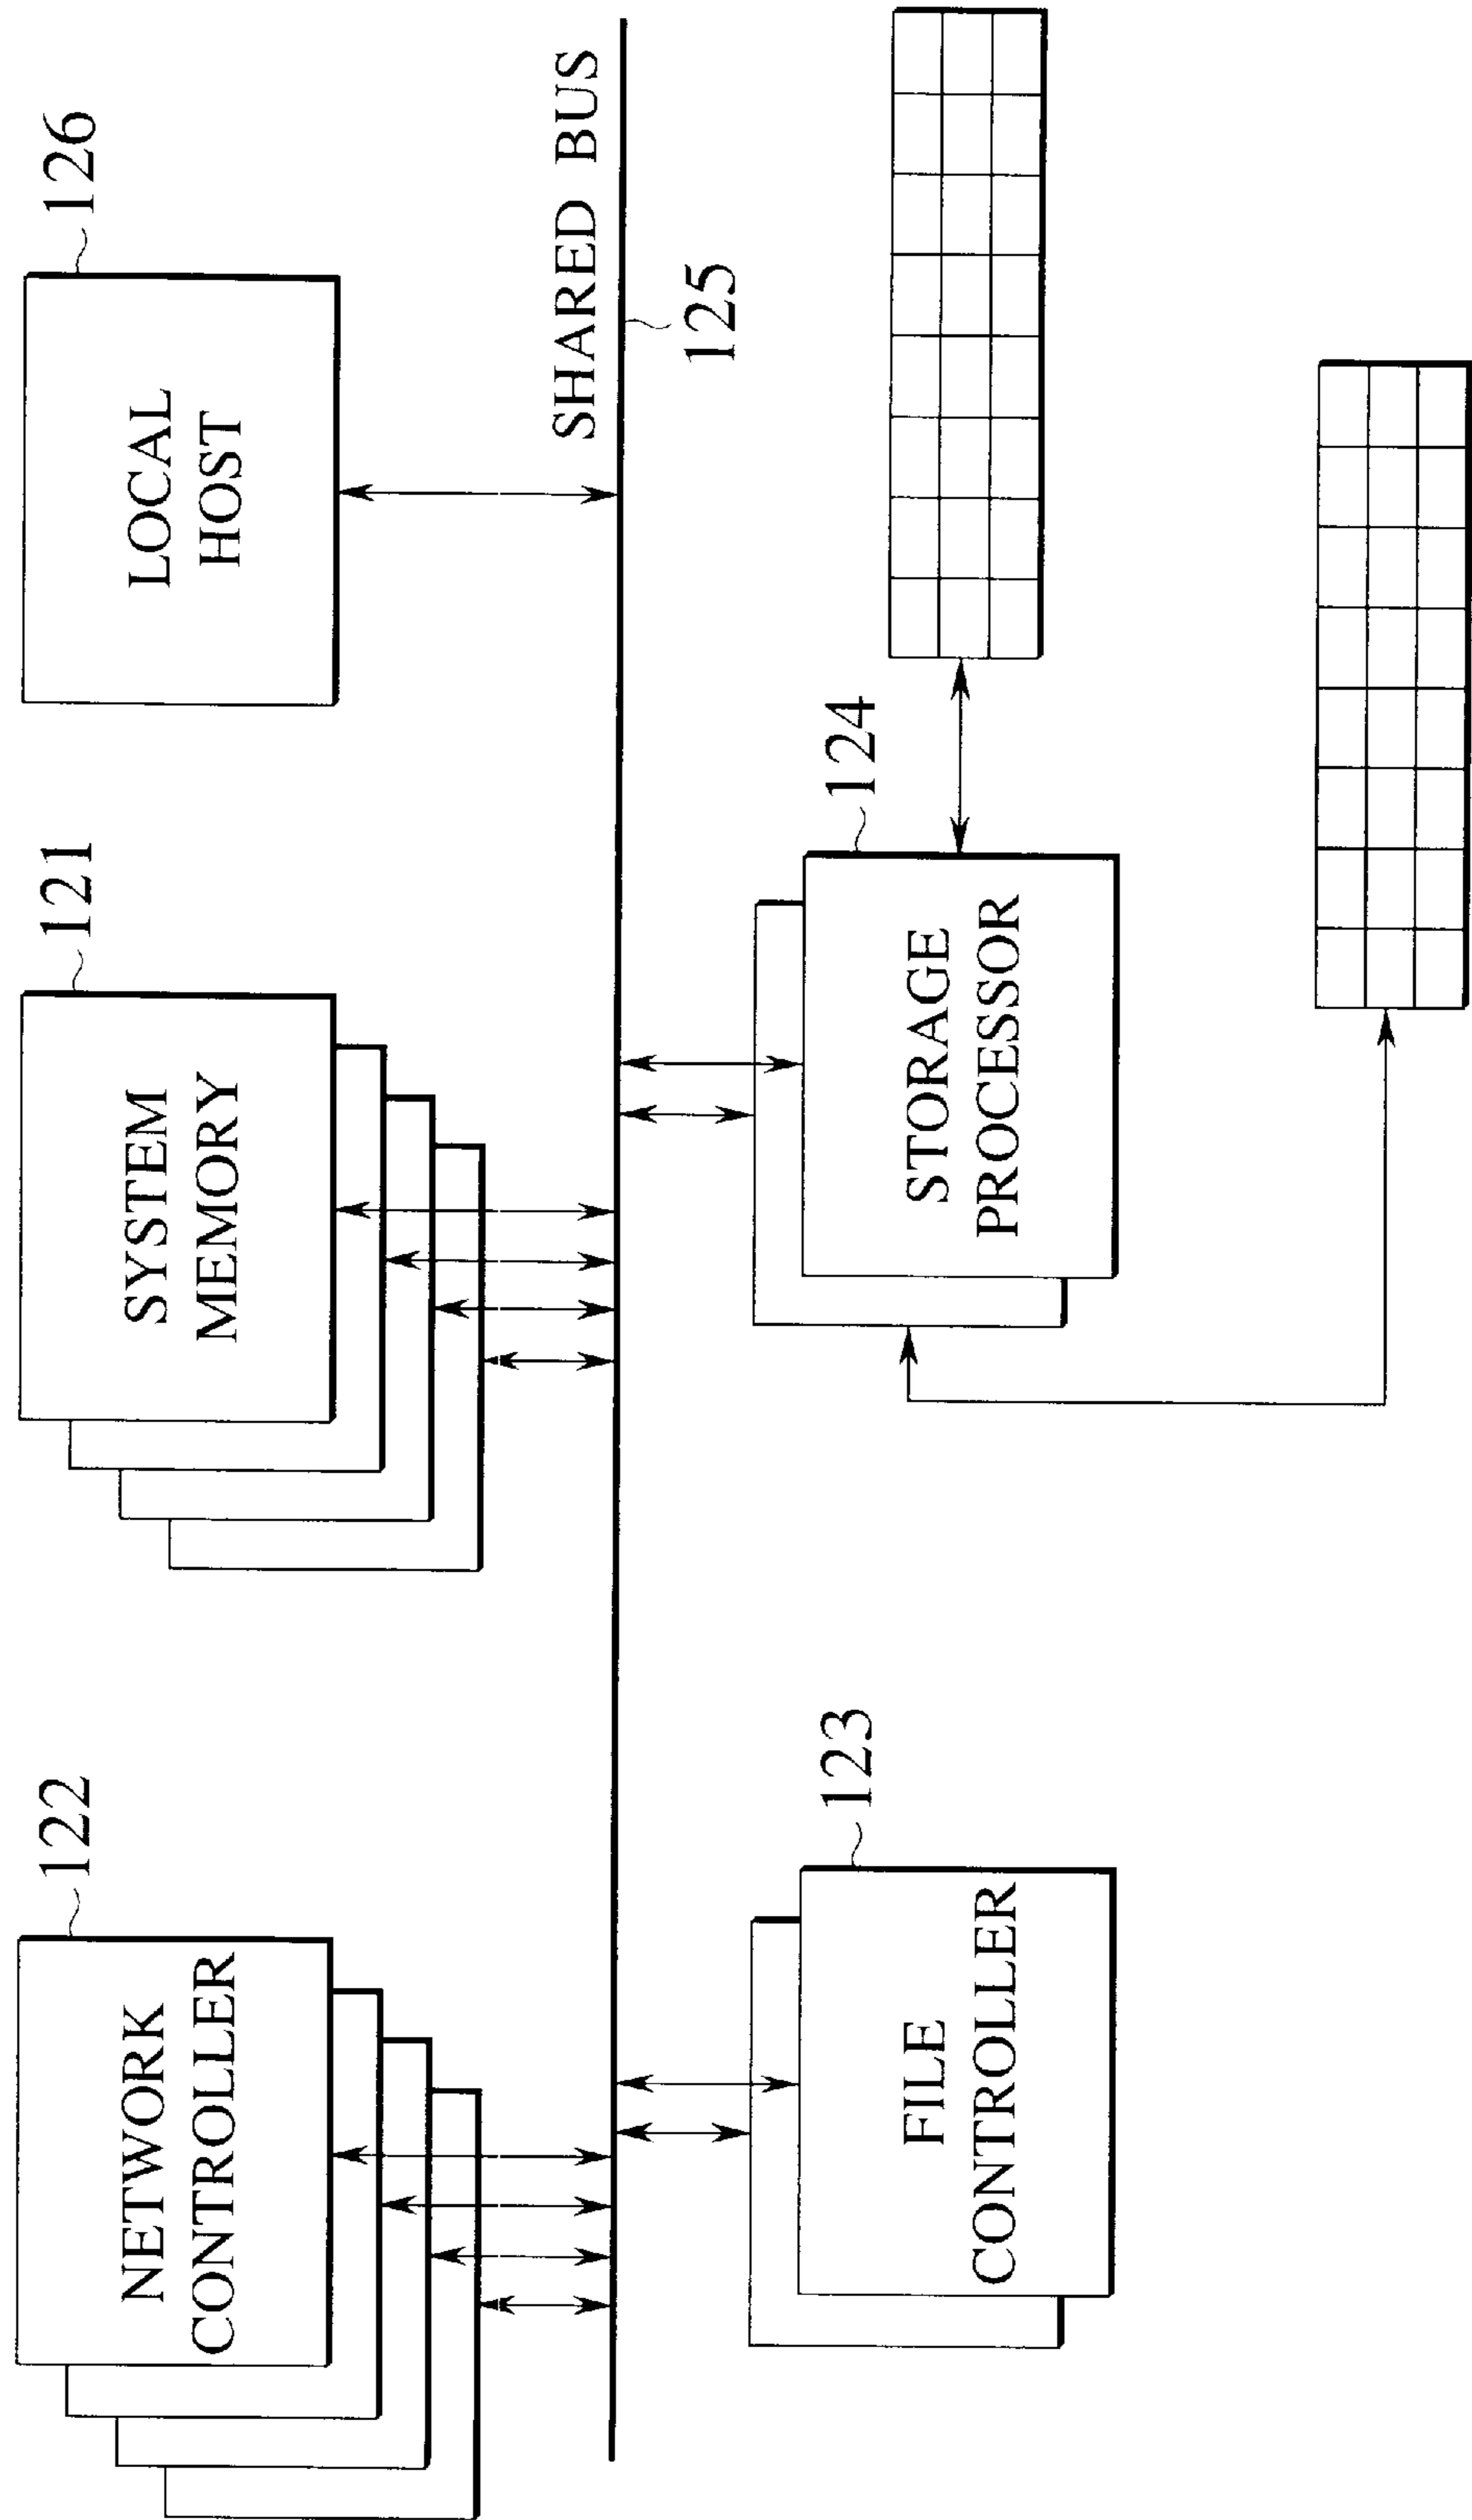 122
NETWORK
CONTROLLER
121
SYSTEM
MEMORY
126
LOCAL
HOST
SHARED BUS
125
123
FILE
CONTROLLER
124
STORAGE
PROCESSOR